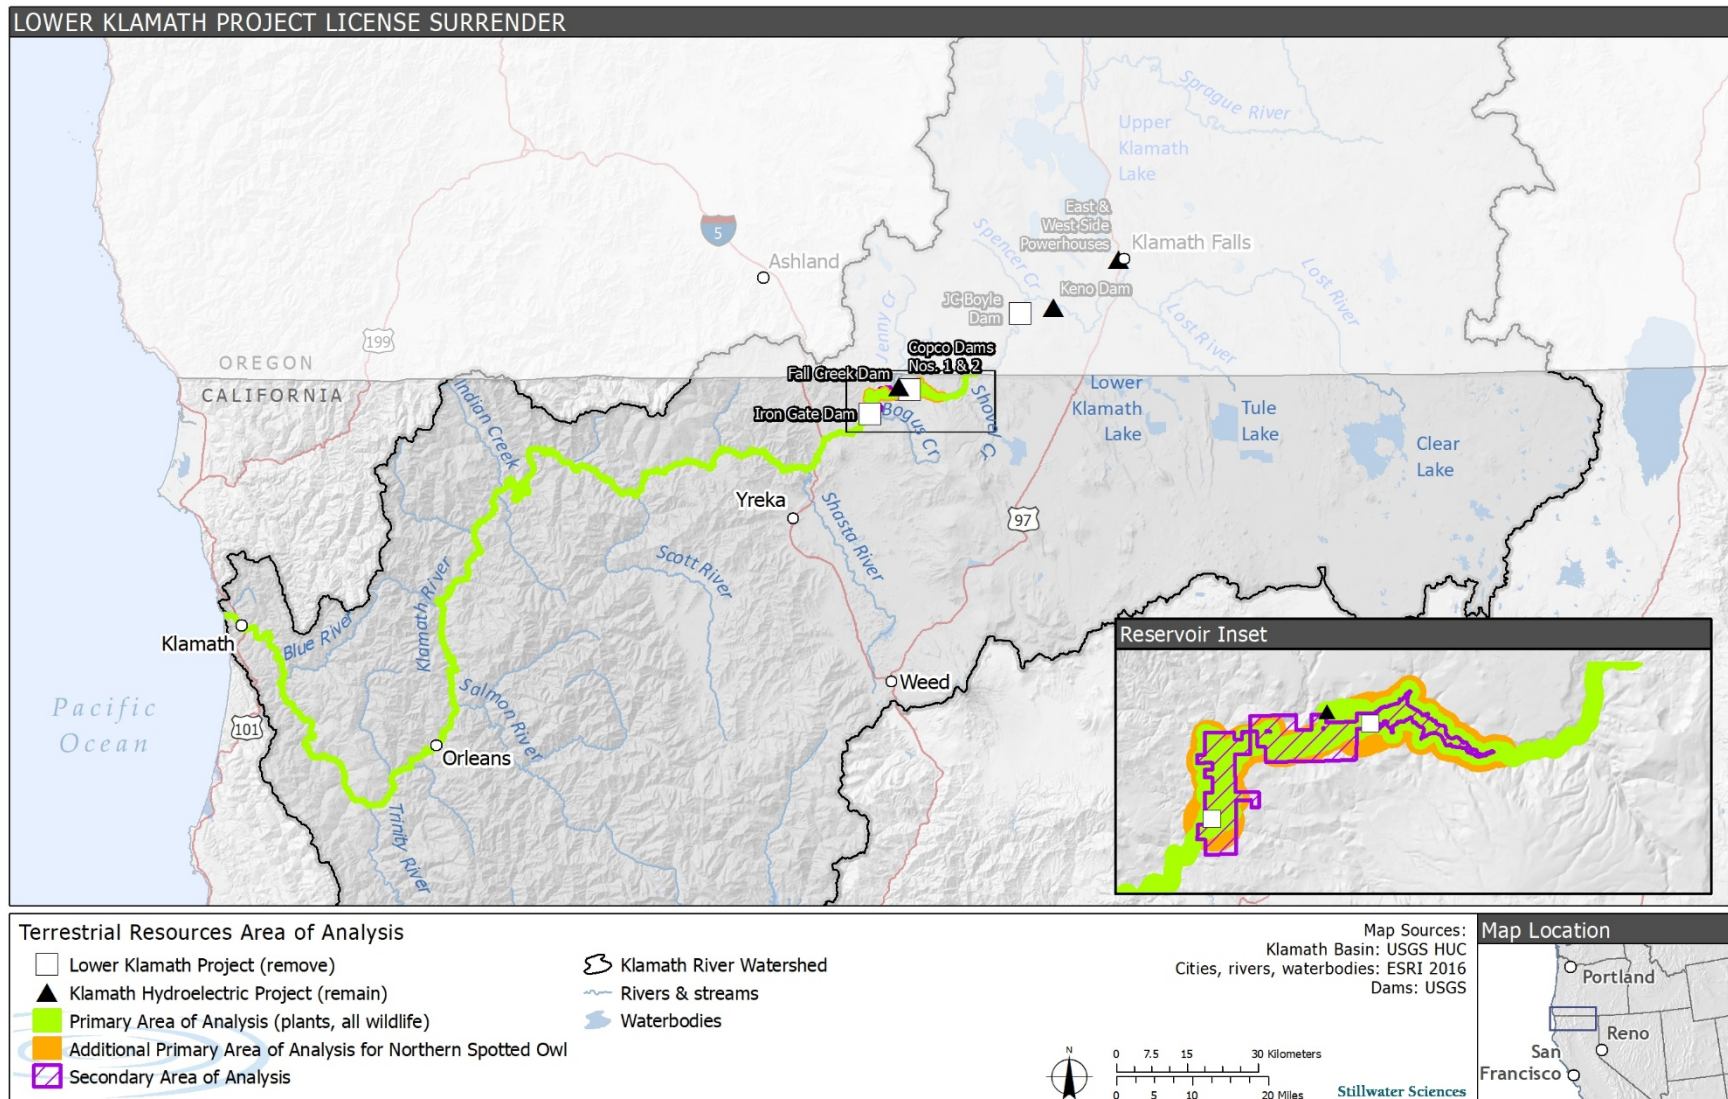 LOWER KLAMATH PROJECT LICENSE SURRENDER
Sprague River
Upper
Klamath
Lake
East &
West Side
Powerhouses
Klamath Falls
5
Ashland
Spencer Cr
Lost River
Keno Dam
JC Boyle
Dam
Jenny Cr
Lost River
199
OREGON
CALIFORNIA
Copco Dams
Nos. 1 & 2
Fall Creek Dam
Iron Gate Dam
Bogus Cr
Shovel Cr
Lower
Klamath
Lake
Tule
Lake
Clear
Lake
Indian Creek
Yreka
Shasta River
97
Scott River
Klamath River
Blue River
Klamath
Salmon River
Weed
Pacific
Ocean
101
Orleans
Trinity River
Reservoir Inset
Terrestrial Resources Area of Analysis
Lower Klamath Project (remove)
Klamath Hydroelectric Project (remain)
Primary Area of Analysis (plants, all wildlife)
Additional Primary Area of Analysis for Northern Spotted Owl
Secondary Area of Analysis
Klamath River Watershed
Rivers & streams
Waterbodies
Map Sources:
Klamath Basin: USGS HUC
Cities, rivers, waterbodies: ESRI 2016
Dams: USGS
N
0 7.5 15 30 Kilometers
0 5 10 20 Miles
Stillwater Sciences
Map Location
Portland
Reno
San
Francisco